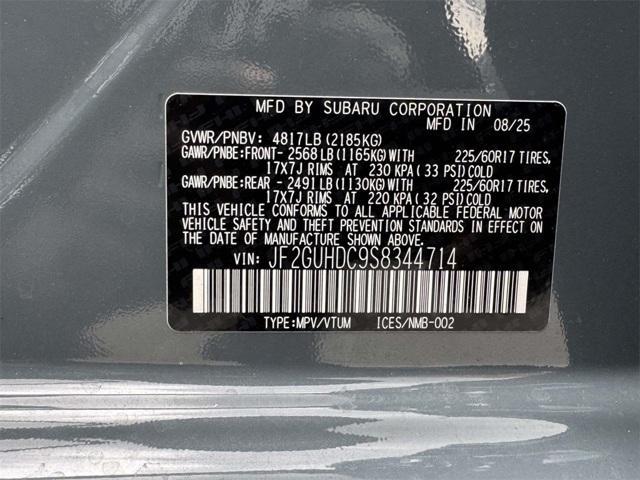 MFD BY SUBARU CORPORATION
MFD IN 08/25
GVWR/PNBV: 4817LB (2185KG)
GAWR/PNBE:FRONT- 2568 LB (1165KG) WITH 225/60R17 TIRES,
17X7J RIMS AT 230 KPA ( 33 PSI) COLD
GAWR/PNBE:REAR - 2491 LB (1130KG) WITH 225/60R17 TIRES,
17X7J RIMS AT 220 KPA ( 32 PSI) COLD
THIS VEHICLE CONFORMS TO ALL APPLICABLE FEDERAL MOTOR
VEHICLE SAFETY AND THEFT PREVENTION STANDARDS IN
EFFECT ON THE DATE OF MANUFACTURE SHOWN ABOVE.
VIN: JF2GUHDC9S8344714
TYPE:MPV/VTUM ICES/NMB-002